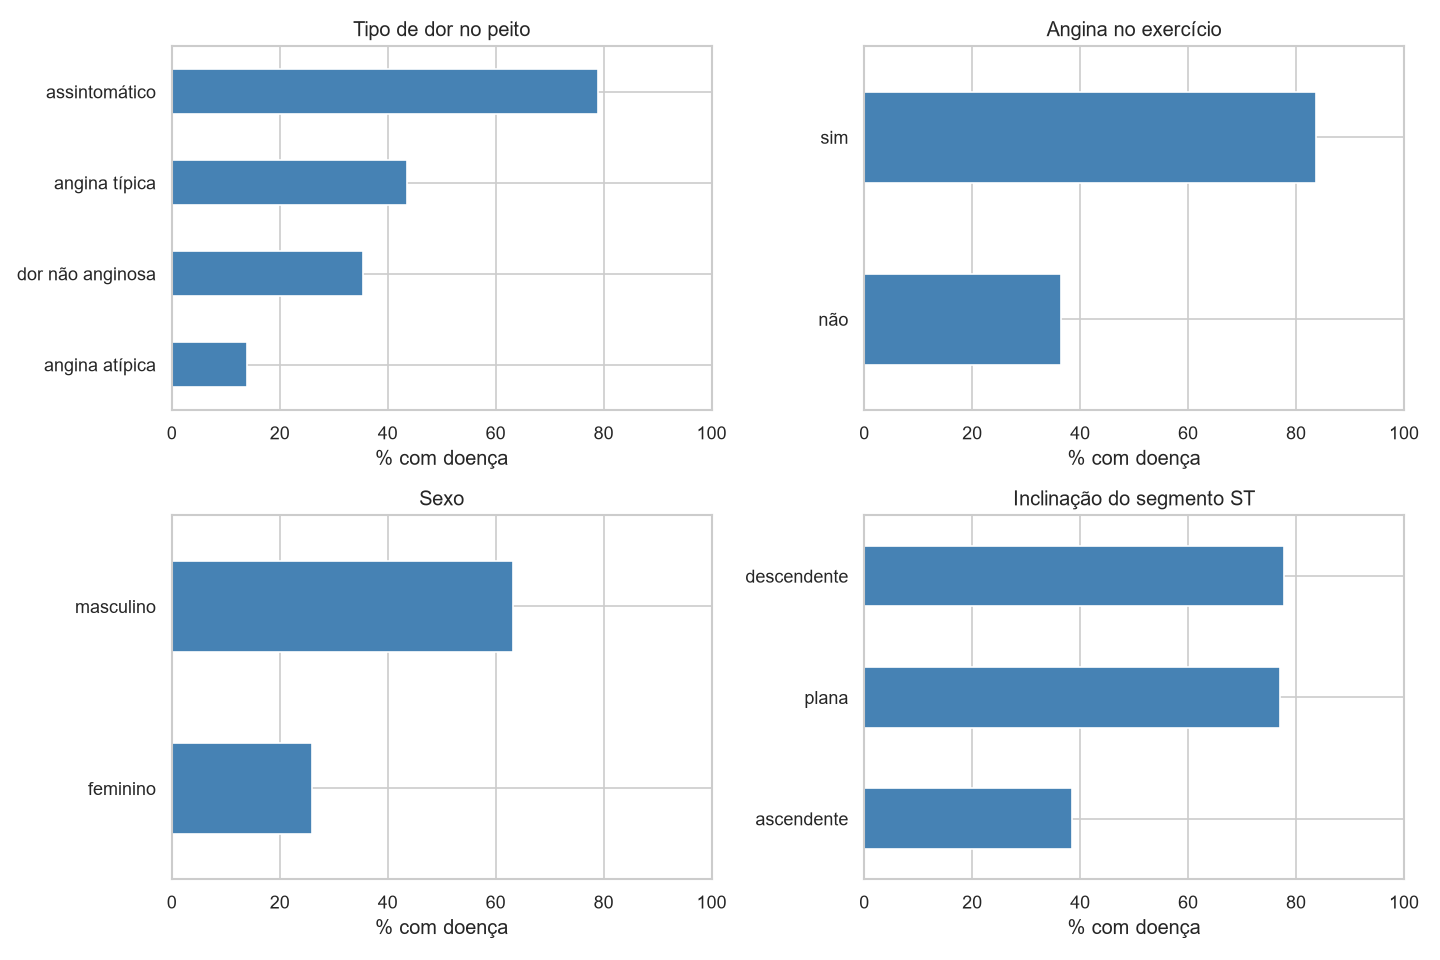 Tipo de dor no peito
assintomático
angina típica
dor não anginosa
angina atípica
0 20 40 60 80 100
% com doença
Angina no exercício
sim
não
0 20 40 60 80 100
% com doença
Sexo
masculino
feminino
0 20 40 60 80 100
% com doença
Inclinação do segmento ST
descendente
plana
ascendente
0 20 40 60 80 100
% com doença